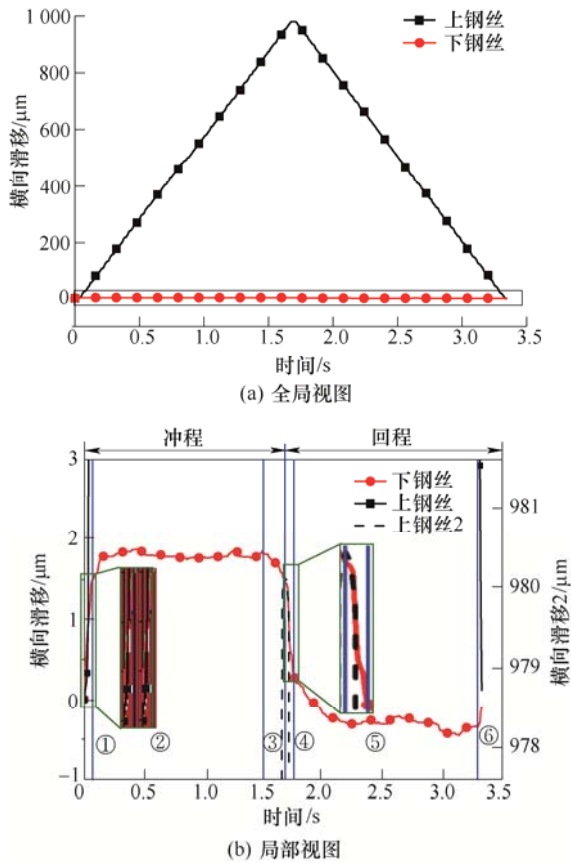 1 000
800
600
400
200
0
横向滑移/μm
上钢丝
下钢丝
0 0.5 1.0 1.5 2.0 2.5 3.0 3.5
时间/s
(a) 全局视图
冲程 回程
3
2
1
0
−1
横向滑移/μm
下钢丝
上钢丝
上钢丝2
981
980
979
978
横向滑移2/μm
① ② ③ ④ ⑤ ⑥
0 0.5 1.0 1.5 2.0 2.5 3.0 3.5
时间/s
(b) 局部视图